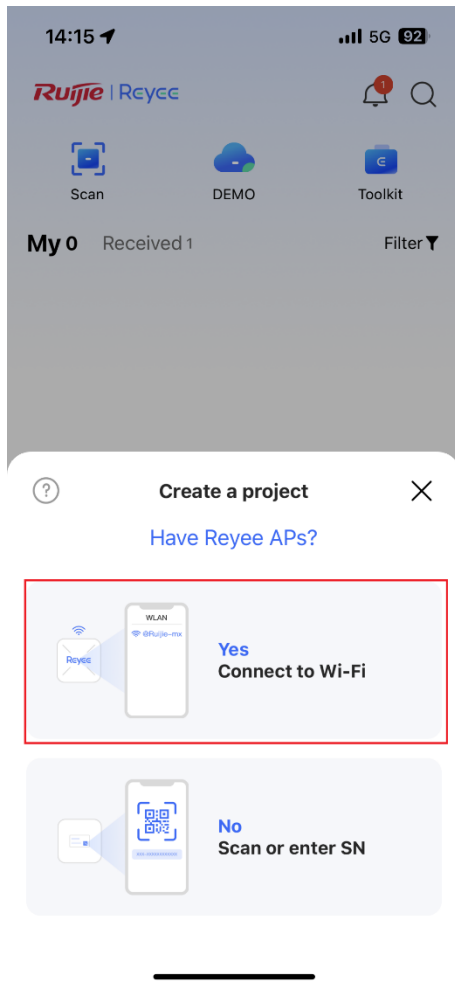 14:15 5G 92
Ruijie | Reyee 1
Scan DEMO Toolkit
My 0 Received 1 Filter
? Create a project
Have Reyee APs?
WLAN
@Ruijie-mx
Reyee
Yes
Connect to Wi-Fi
No
Scan or enter SN